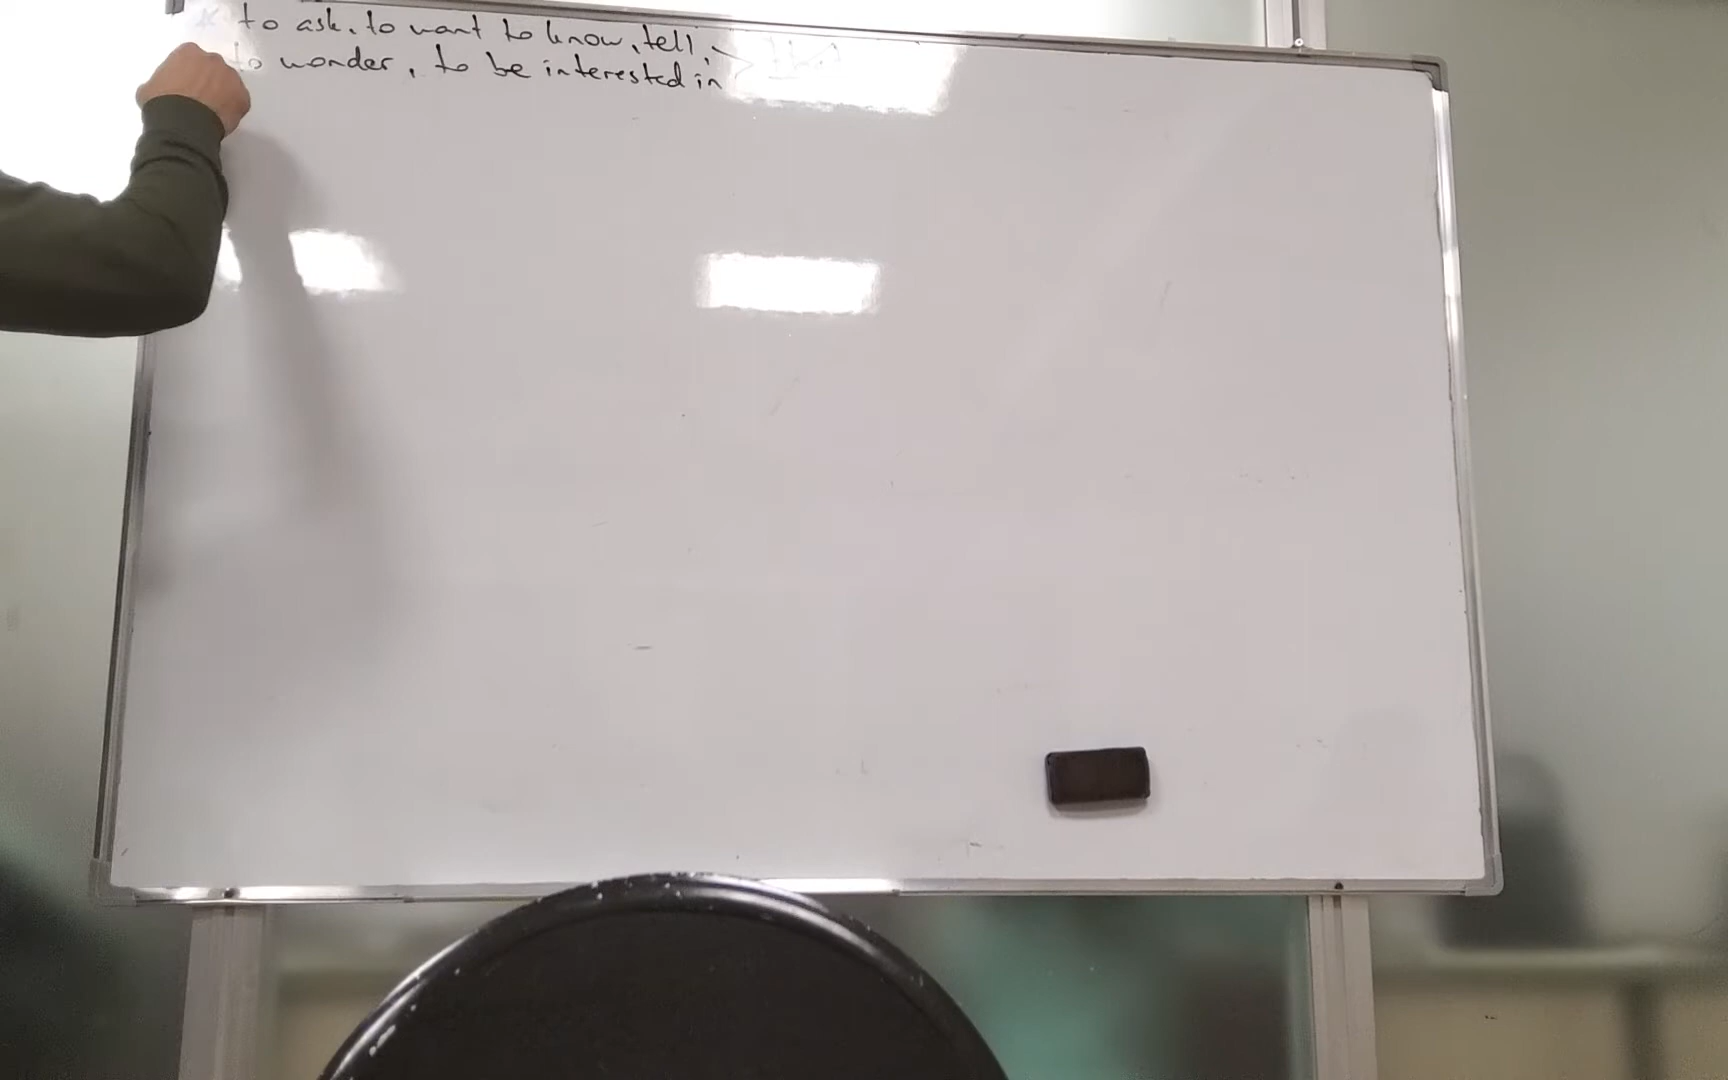 to ask, to want to know, tell,
to wonder, to be interested in